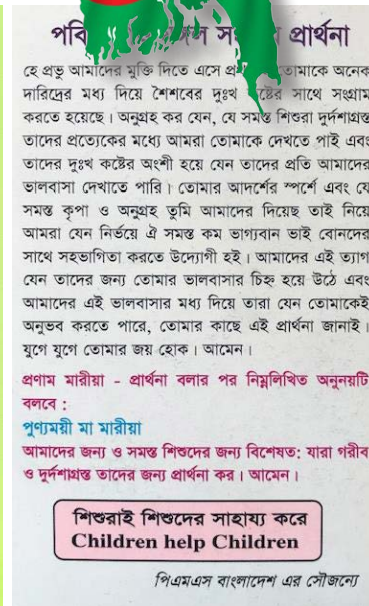 প্রার্থনা
হে প্রভু আমাদের মুক্তি দিতে এসে তোমাকে অনেক
দারিদ্রের মধ্য দিয়ে শৈশবের দুঃখ সাথে সংগ্রাম
করতে হয়েছে। অনুগ্রহ কর যেন, যে সমস্ত শিশুরা দুর্দশাগ্রস্ত
তাদের প্রত্যেকের মধ্যে আমরা তোমাকে দেখতে পাই এবং
তাদের দুঃখ কষ্টের অংশী হয়ে যেন তাদের প্রতি আমাদের
ভালবাসা দেখাতে পারি। তোমার আদর্শের স্পর্শে এবং যে
সমস্ত কৃপা ও অনুগ্রহ তুমি আমাদের দিয়েছ তাই নিয়ে
আমরা যেন নির্ভয়ে ঐ সমস্ত কম ভাগ্যবান ভাই বোনদের
সাথে সহভাগিতা করতে উদ্যোগী হই। আমাদের এই ত্যাগ
যেন তাদের জন্য তোমার ভালবাসার চিহ্ন হয়ে উঠে এবং
আমাদের এই ভালবাসার মধ্য দিয়ে তারা যেন তোমাকেই
অনুভব করতে পারে, তোমার কাছে এই প্রার্থনা জানাই।
যুগে যুগে তোমার জয় হোক। আমেন।
প্রণাম মারীয়া - প্রার্থনা বলার পর নিম্নলিখিত অনুনয়টি
বলবে :
পুণ্যময়ী মা মারীয়া
আমাদের জন্য ও সমস্ত শিশুদের জন্য বিশেষত: যারা গরীব
ও দুর্দশাগ্রস্ত তাদের জন্য প্রার্থনা কর। আমেন।
শিশুরাই শিশুদের সাহায্য করে
Children help Children
পিএমএস বাংলাদেশ এর সৌজন্যে